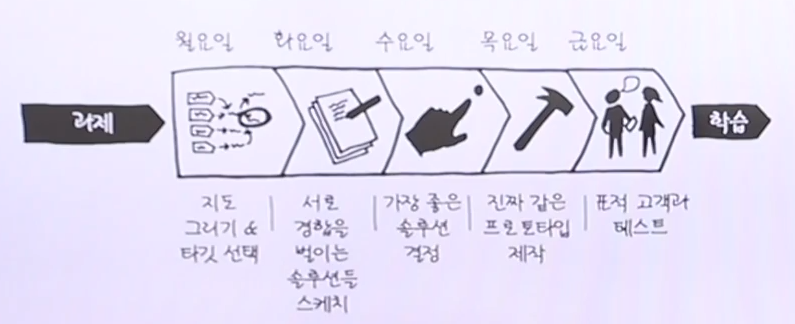 월요일 화요일 수요일 목요일 금요일
과제
학습
지도
그리기 &
타깃 선택
서로
경합을
벌이는
솔루션들
스케치
가장 좋은
솔루션
결정
진짜 같은
프로토타입
제작
표적 고객과
테스트